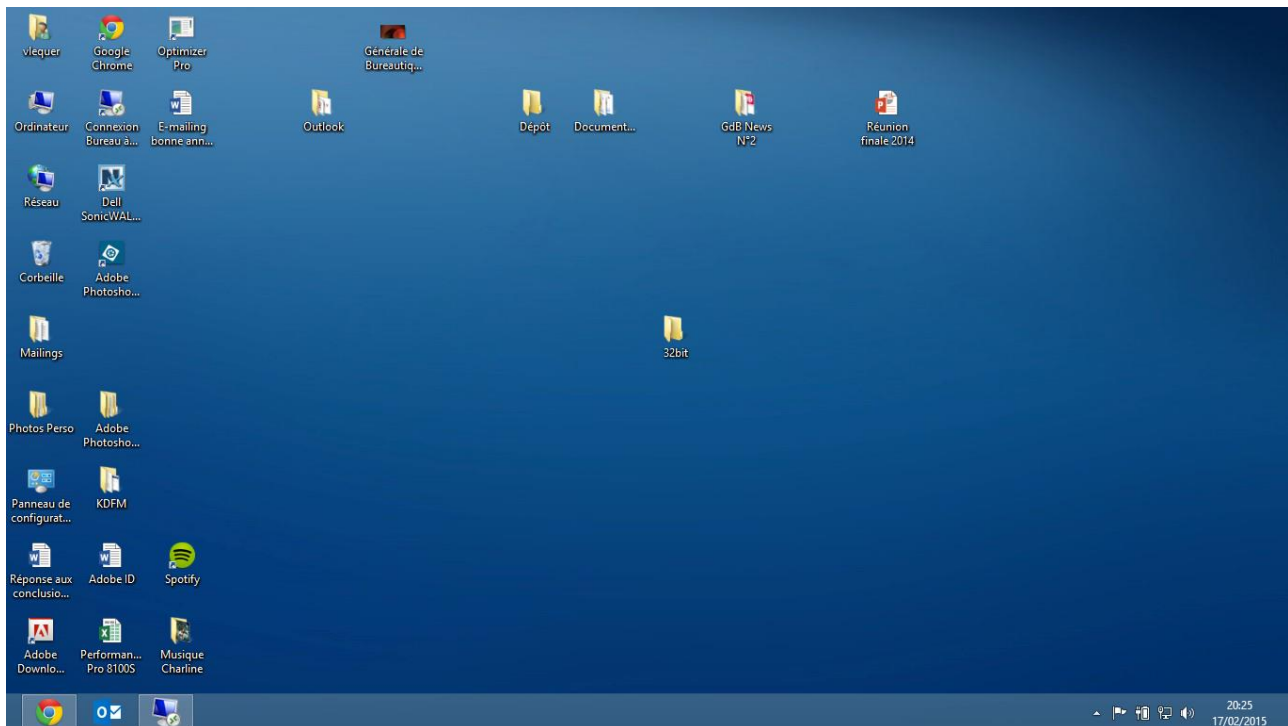 vlequer
Google
Chrome
Optimizer
Pro
Générale de
Bureautiq...
Ordinateur
Connexion
Bureau à...
E-mailing
bonne ann...
Outlook
Dépôt
Document...
GdB News
N°2
Réunion
finale 2014
Réseau
Dell
SonicWAL...
Corbeille
Adobe
Photosho...
Mailings
32bit
Photos Perso
Adobe
Photosho...
Panneau de
configurat...
KDFM
Réponse aux
conclusio...
Adobe ID
Spotify
Adobe
Downlo...
Performan...
Pro 8100S
Musique
Charline
20:25
17/02/2015